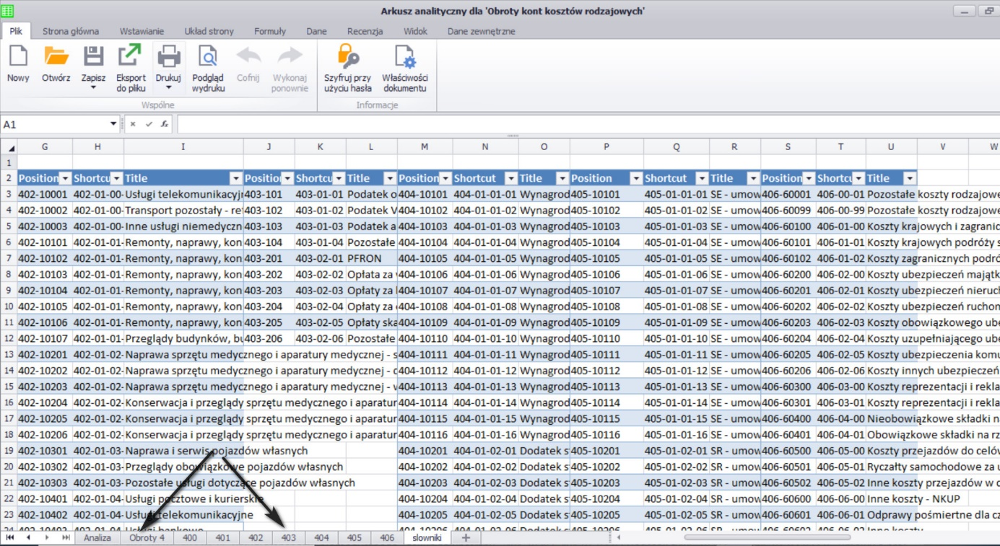 Arkusz analityczny dla 'Obroty kont kosztów rodzajowych'
Plik Strona główna Wstawianie Układ strony Formuły Dane Recenzja Widok Dane zewnętrzne
Nowy Otwórz Zapisz Eksport do pliku Drukuj Podgląd wydruku Cofnij Wykonaj ponownie Szyfruj przy użyciu hasła Właściwości dokumentu
Wspólne Informacje
A1
G H I J K L M N O P Q R S T U V W
1
2 Position Shortcu Title Positio Shortcu Title Position Shortcut Title Position Shortcut Title Position Shortcu Title
3 402-10001 402-01-00- Usługi telekomunikacyj 403-101 403-01-01 Podatek o 404-10101 404-01-01-01 Wynagrod 405-10101 405-01-01-01 SE - umow 406-60001 406-00-01 Pozostałe koszty rodzajowe
4 402-10002 402-01-00- Transport pozostały - re 403-102 403-01-02 Podatek V 404-10102 404-01-01-02 Wynagrod 405-10102 405-01-01-02 SE - umow 406-60099 406-00-99 Pozostałe koszty rodzajowe
5 402-10003 402-01-00- Inne usługi niemedyczn 403-103 403-01-03 Podatek a 404-10103 404-01-01-03 Wynagrod 405-10103 405-01-01-03 SE - umow 406-60100 406-01-00 Koszty krajowych i zagranic
6 402-10101 402-01-01- Remonty, naprawy, kon 403-104 403-01-04 Pozostałe 404-10104 404-01-01-04 Wynagrod 405-10104 405-01-01-04 SE - umow 406-60101 406-01-01 Koszty krajowych podróży s
7 402-10102 402-01-01- Remonty, naprawy, kon 403-201 403-02-01 PFRON 404-10105 404-01-01-05 Wynagrod 405-10105 405-01-01-05 SE - umow 406-60102 406-01-02 Koszty zagranicznych podró
8 402-10103 402-01-01- Remonty, naprawy, kon 403-202 403-02-02 Opłata za 404-10106 404-01-01-06 Wynagrod 405-10106 405-01-01-06 SE - umow 406-60200 406-02-00 Koszty ubezpieczeń majątk
9 402-10104 402-01-01- Remonty, naprawy, kon 403-203 403-02-03 Opłaty za 404-10107 404-01-01-07 Wynagrod 405-10107 405-01-01-07 SE - umow 406-60201 406-02-01 Koszty ubezpieczeń nieruch
10 402-10105 402-01-01- Remonty, naprawy, kon 403-204 403-02-04 Opłaty za 404-10108 404-01-01-08 Wynagrod 405-10108 405-01-01-08 SE - umow 406-60202 406-02-02 Koszty ubezpieczeń ruchon
11 402-10106 402-01-01- Remonty, naprawy, kon 403-205 403-02-05 Opłaty ska 404-10109 404-01-01-09 Wynagrod 405-10109 405-01-01-09 SE - umow 406-60203 406-02-03 Koszty obowiązkowego ube
12 402-10107 402-01-01- Przeglądy budynków, bu 403-206 403-02-06 Pozostałe 404-10110 404-01-01-10 Wynagrod 405-10110 405-01-01-10 SE - umow 406-60204 406-02-04 Koszty uzupełniającego ube
13 402-10201 402-01-02- Naprawa sprzętu medycznego i aparatury medycznej - s 404-10111 404-01-01-11 Wynagrod 405-10111 405-01-01-11 SE - umow 406-60205 406-02-05 Koszty ubezpieczenia komu
14 402-10202 402-01-02- Naprawa sprzętu medycznego i aparatury medycznej - 404-10112 404-01-01-12 Wynagrod 405-10112 405-01-01-12 SE - umow 406-60206 406-02-06 Koszty innych ubezpieczeń
15 402-10203 402-01-02- Naprawa sprzętu medycznego i aparatury medycznej - 404-10113 404-01-01-13 Wynagrod 405-10113 405-01-01-13 SE - umow 406-60300 406-03-00 Koszty reprezentacji i rekla
16 402-10204 402-01-02- Konserwacja i przeglądy sprzętu medycznego i aparatur 404-10114 404-01-01-14 Wynagrod 405-10114 405-01-01-14 SE - umow 406-60301 406-03-01 Koszty reprezentacji i rekla
17 402-10205 402-01-02- Konserwacja i przeglądy sprzętu medycznego i aparatur 404-10115 404-01-01-15 Wynagrod 405-10115 405-01-01-15 SE - umow 406-60400 406-04-00 Nieobowiązkowe składki n
18 402-10206 402-01-02- Konserwacja i przeglądy sprzętu medycznego i aparatur 404-10116 404-01-01-16 Wynagrod 405-10116 405-01-01-16 SE - umow 406-60401 406-04-01 Obowiązkowe składki na rz
19 402-10301 402-01-03- Naprawa i serwis pojazdów własnych 404-10201 404-01-02-01 Dodatek s 405-10201 405-01-02-01 SR - umow 406-60500 406-05-00 Koszty przejazdów do celów
20 402-10302 402-01-03- Przeglądy obowiązkowe pojazdów własnych 404-10202 404-01-02-02 Dodatek s 405-10202 405-01-02-02 SR - umow 406-60501 406-05-01 Ryczałty samochodowe za u
21 402-10303 402-01-03- Pozostałe usługi dotyczące pojazdów własnych 404-10203 404-01-02-03 Dodatek s 405-10203 405-01-02-03 SR - umow 406-60502 406-05-02 Inne koszty przejazdów w c
22 402-10401 402-01-04- Usługi pocztowe i kurierskie 404-10204 404-01-02-04 Dodatek s 405-10204 405-01-02-04 SR - umow 406-60600 406-06-00 Inne koszty - NKUP
23 402-10402 402-01-04- Usługi telekomunikacyjne 404-10205 404-01-02-05 Dodatek s 405-10205 405-01-02-05 SR - umow 406-60601 406-06-01 Odprawy pośmiertne dla cz
Analiza Obroty 4 400 401 402 403 404 405 406 slowniki